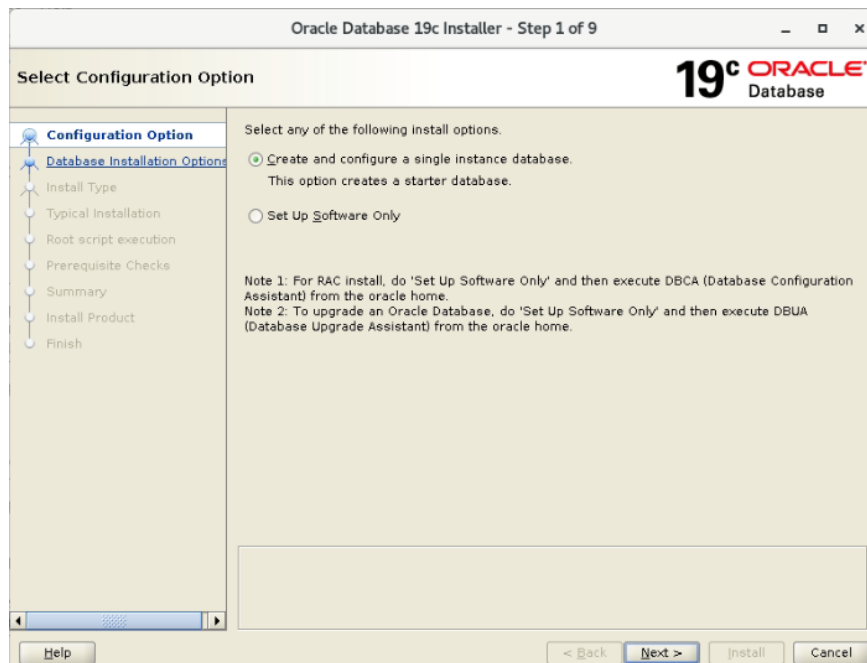 Oracle Database 19c Installer - Step 1 of 9
Select Configuration Option
19c ORACLE
Database
Configuration Option
Database Installation Options
Install Type
Typical Installation
Root script execution
Prerequisite Checks
Summary
Install Product
Finish
Select any of the following install options.
Create and configure a single instance database.
This option creates a starter database.
Set Up Software Only
Note 1: For RAC install, do 'Set Up Software Only' and then execute DBCA (Database Configuration
Assistant) from the oracle home.
Note 2: To upgrade an Oracle Database, do 'Set Up Software Only' and then execute DBUA
(Database Upgrade Assistant) from the oracle home.
Help
< Back
Next >
Install
Cancel